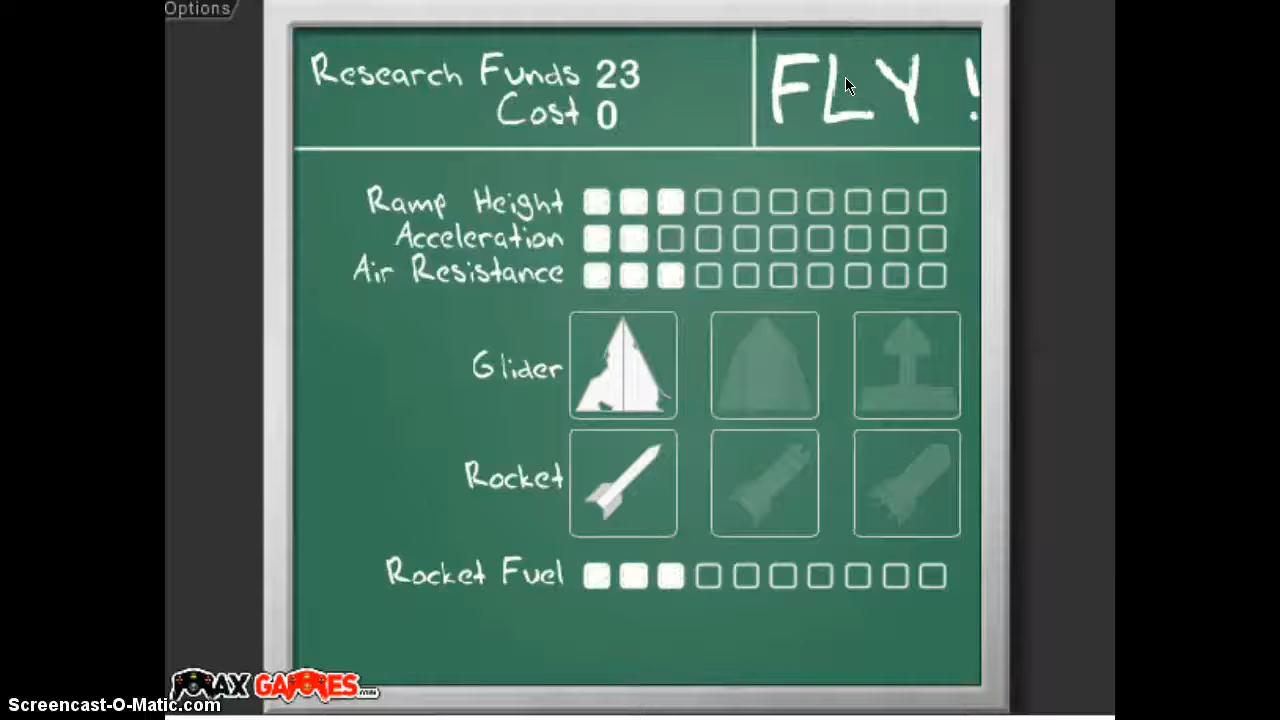 Options
Research Funds 23
Cost 0
FLY !
Ramp Height
Acceleration
Air Resistance
Glider
Rocket
Rocket Fuel
MAX GAMES
Screencast-O-Matic.com